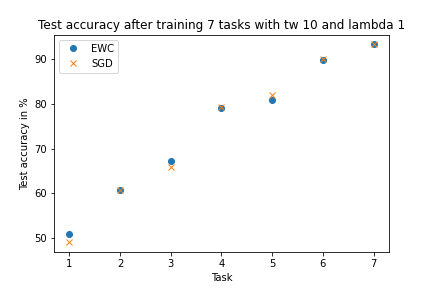 Test accuracy after training 7 tasks with tw 10 and lambda 1
EWC
SGD
Test accuracy in %
90
80
70
60
50
1 2 3 4 5 6 7
Task